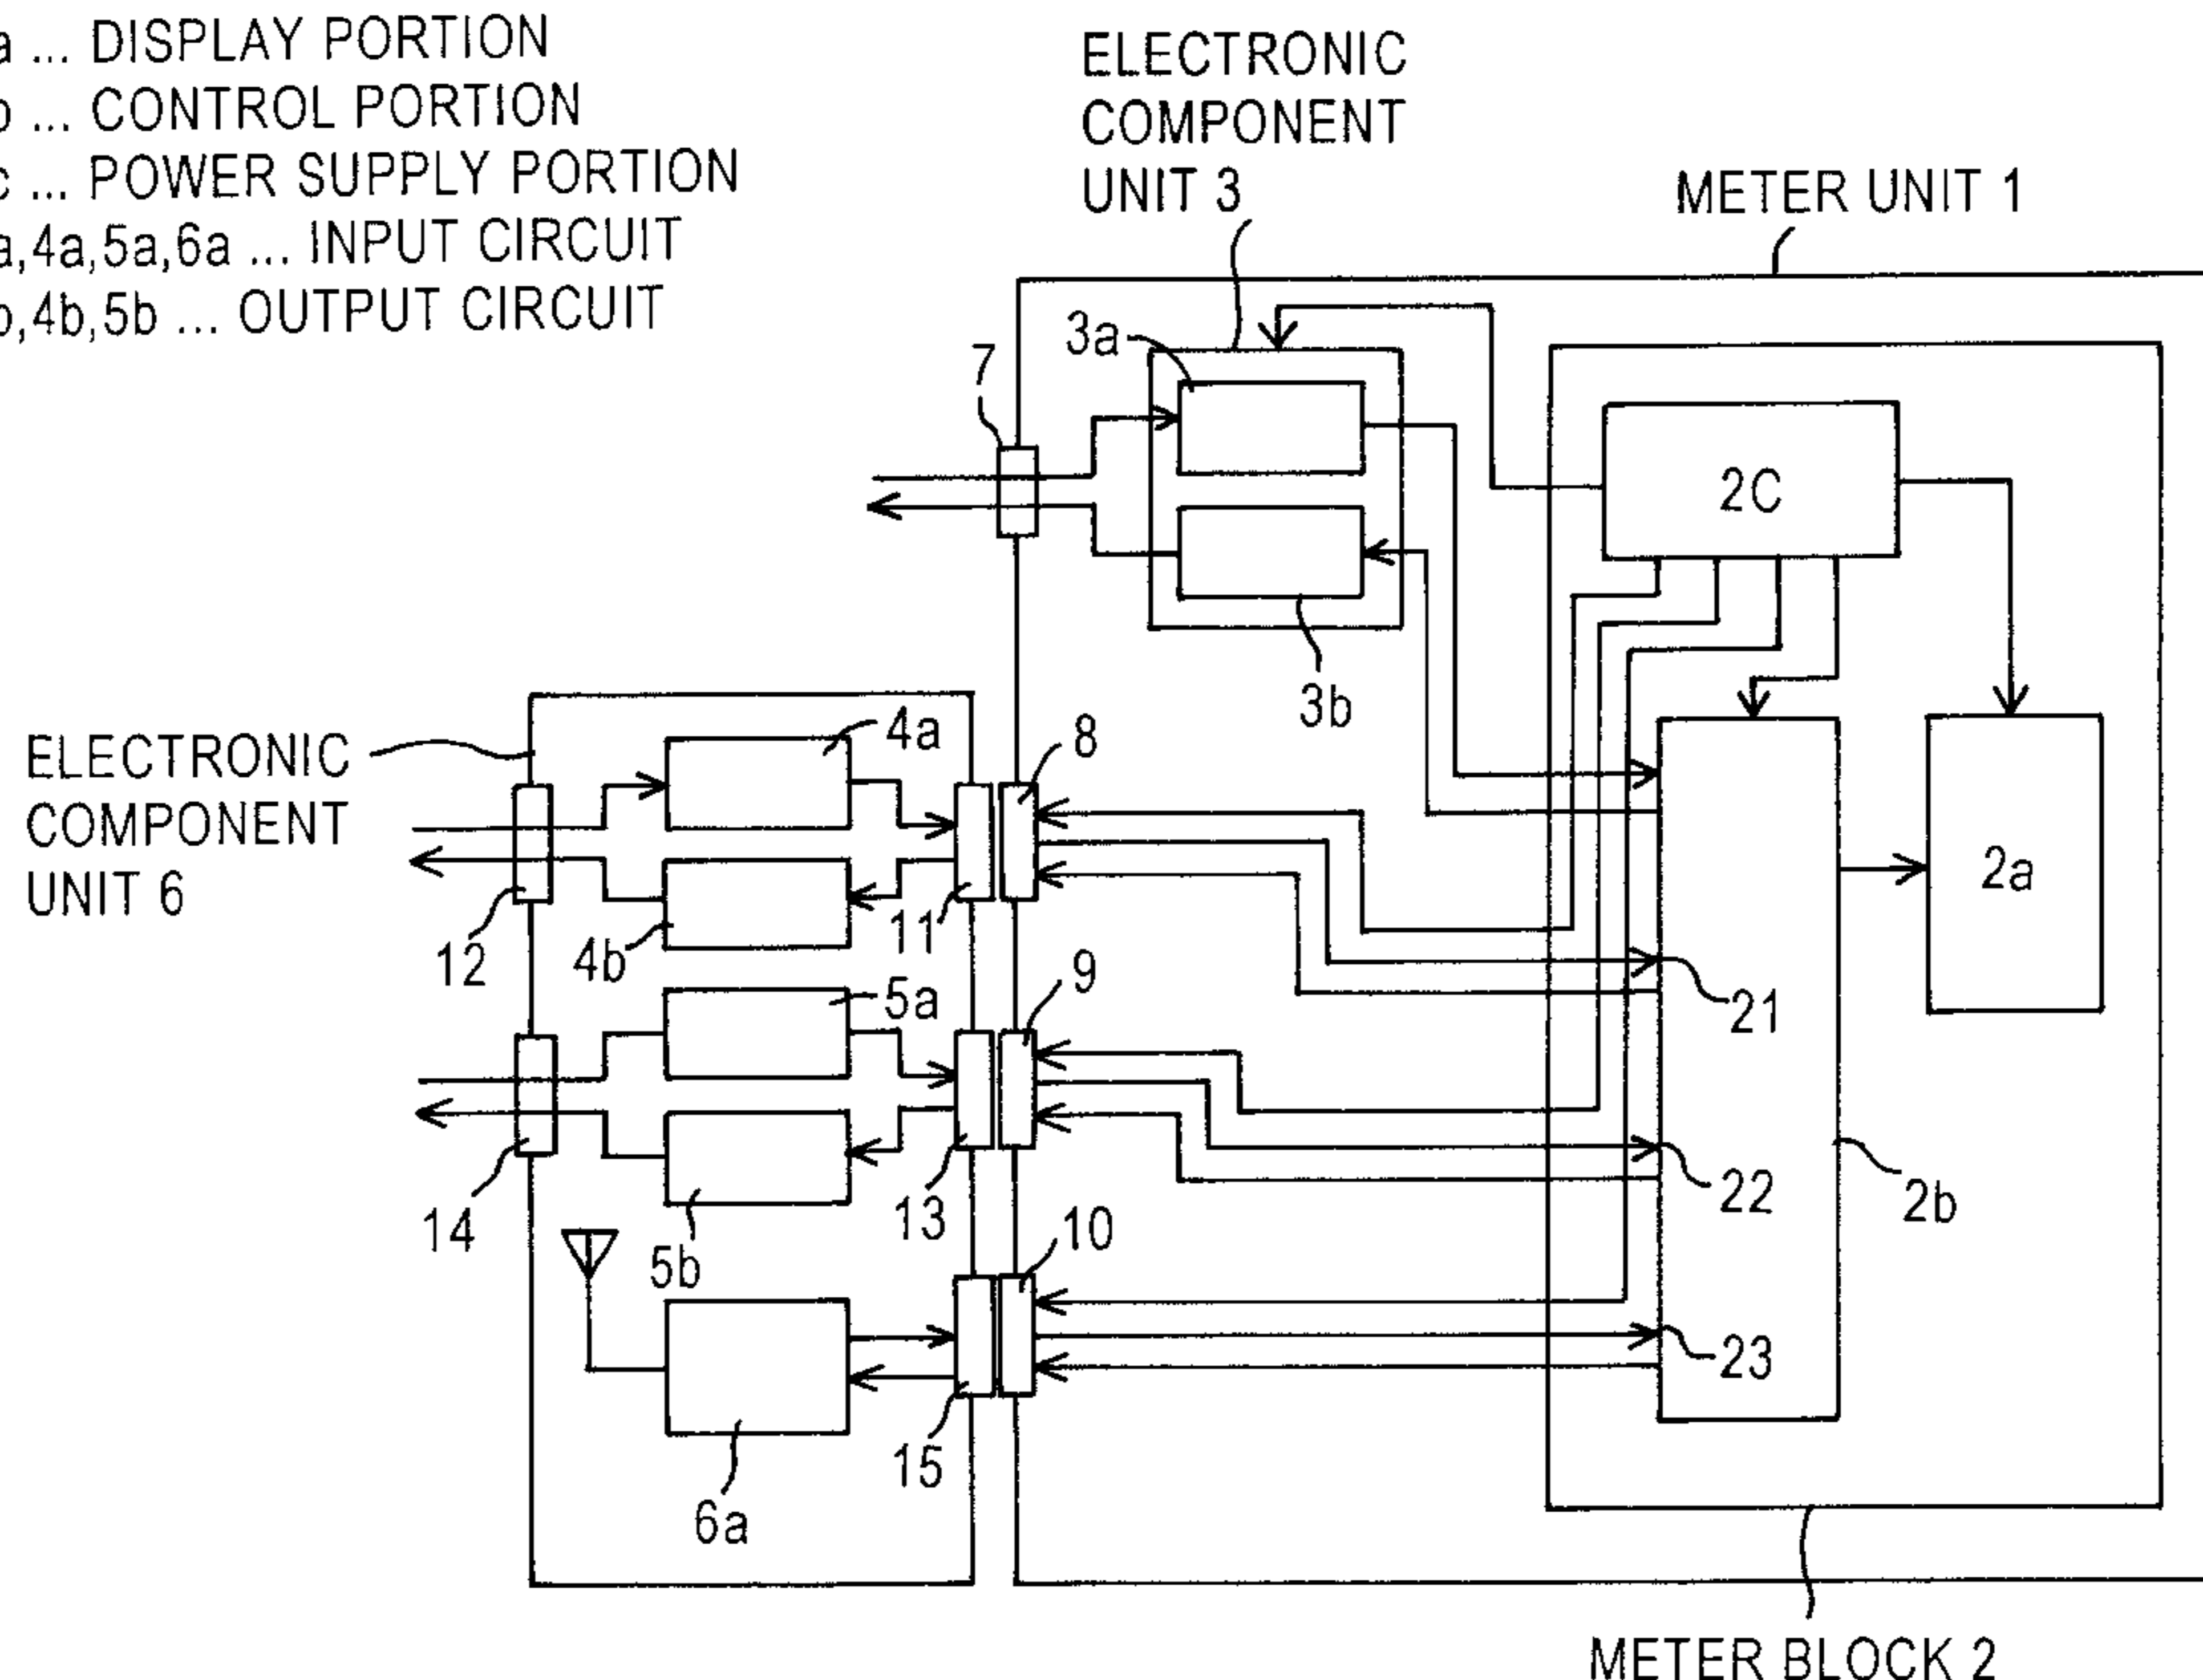 a ... DISPLAY PORTION
b ... CONTROL PORTION
c ... POWER SUPPLY PORTION
a,4a,5a,6a ... INPUT CIRCUIT
b,4b,5b ... OUTPUT CIRCUIT
ELECTRONIC
COMPONENT
UNIT 3
METER UNIT 1
3a
7
2C
3b
4a
8
ELECTRONIC
COMPONENT
UNIT 6
2a
12
4b
11
9
5a
21
14
5b
13
10
22
2b
23
15
6a
METER BLOCK 2